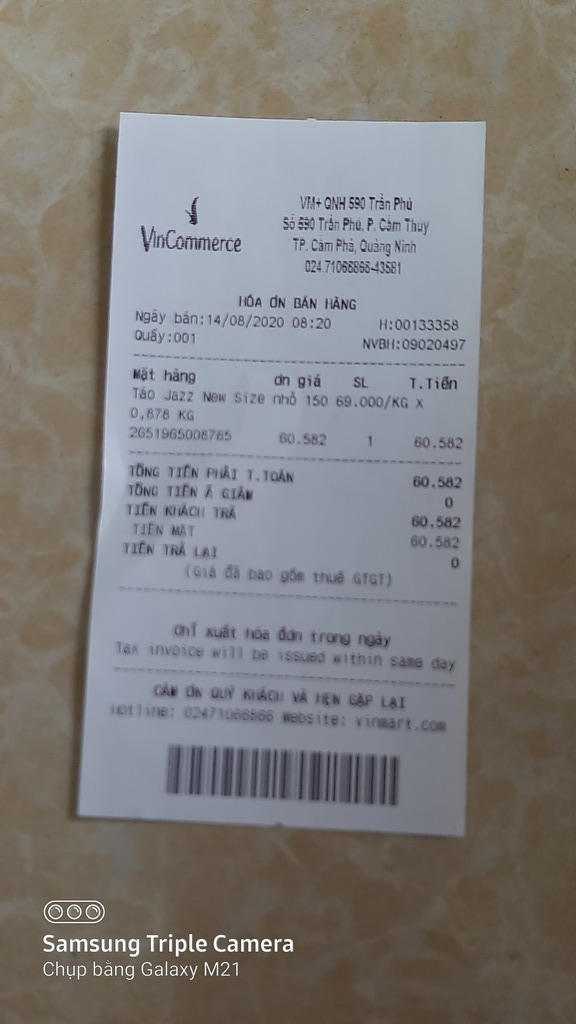 VinCommerce
VM+ QNH 590 Trần Phú
Số 590 Trần Phú, P. Cẩm Thủy
TP. Cẩm Phả, Quảng Ninh
024.71066866-43581
HÓA ƠN BÁN HÀNG
Ngày bán:14/08/2020 08:20 H:00133358
Quầy:001 NVBH:09020497
Mặt hàng ơn giá SL T.Tiền
Táo Jazz New Size nhỏ 150 69.000/KG X
0,878 KG
2651965008785 60.582 1 60.582
TỔNG TIỀN PHẢI T.TOÁN 60.582
TỔNG TIỀN Ã GIẢM 0
TIỀN KHÁCH TRẢ 60.582
TIỀN MẶT 60.582
TIỀN TRẢ LẠI 0
(Giá đã bao gồm thuế GTGT)
Chỉ xuất hóa đơn trong ngày
Tax invoice will be issued within same day
CẢM ƠN QUÝ KHÁCH VÀ HẸN GẶP LẠI
Hotline: 02471066866 Website: vinmart.com
Samsung Triple Camera
Chụp bằng Galaxy M21